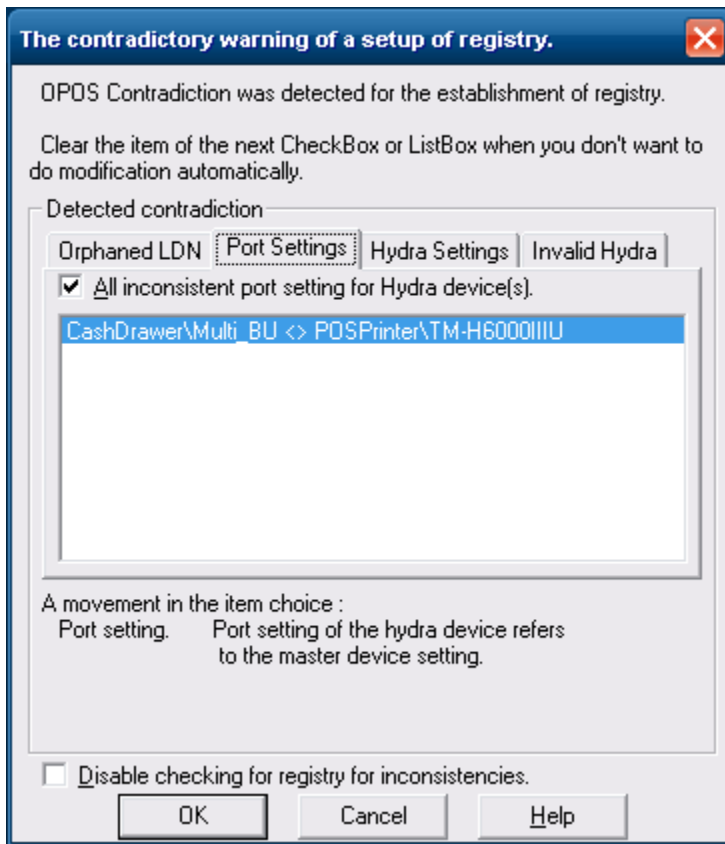 The contradictory warning of a setup of registry.
OPOS Contradiction was detected for the establishment of registry.
Clear the item of the next CheckBox or ListBox when you don't want to
do modification automatically.
Detected contradiction
Orphaned LDN Port Settings Hydra Settings Invalid Hydra
All inconsistent port setting for Hydra device(s).
CashDrawer\Multi_BU <> POSPrinter\TM-H6000IIIU
A movement in the item choice :
Port setting. Port setting of the hydra device refers
to the master device setting.
Disable checking for registry for inconsistencies.
OK Cancel Help